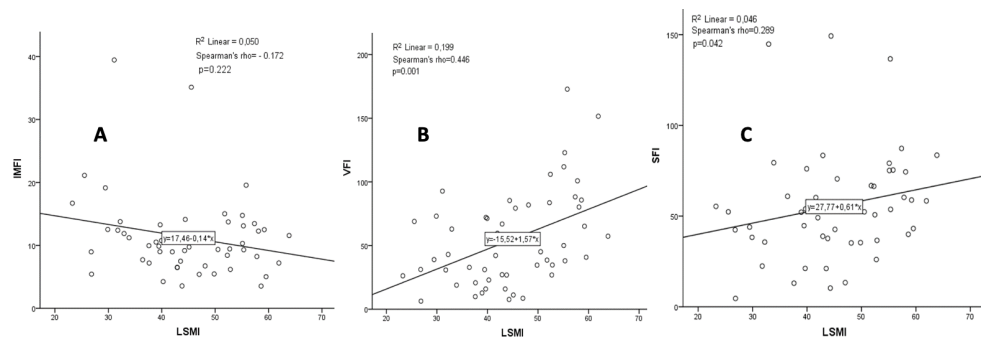 R² Linear = 0,050
Spearman's rho= - 0.172
p=0.222
A
IMFI
40
30
20
10
0
y=17,46-0,14*x
20 30 40 50 60 70
LSMI
R² Linear = 0,199
Spearman's rho=0.446
p=0.001
B
VFI
200
150
100
50
0
y=-15,52+1,57*x
20 30 40 50 60 70
LSMI
R² Linear = 0,046
Spearman's rho=0.289
p=0.042
C
SFI
150
100
50
0
y=27,77+0,61*x
20 30 40 50 60 70
LSMI